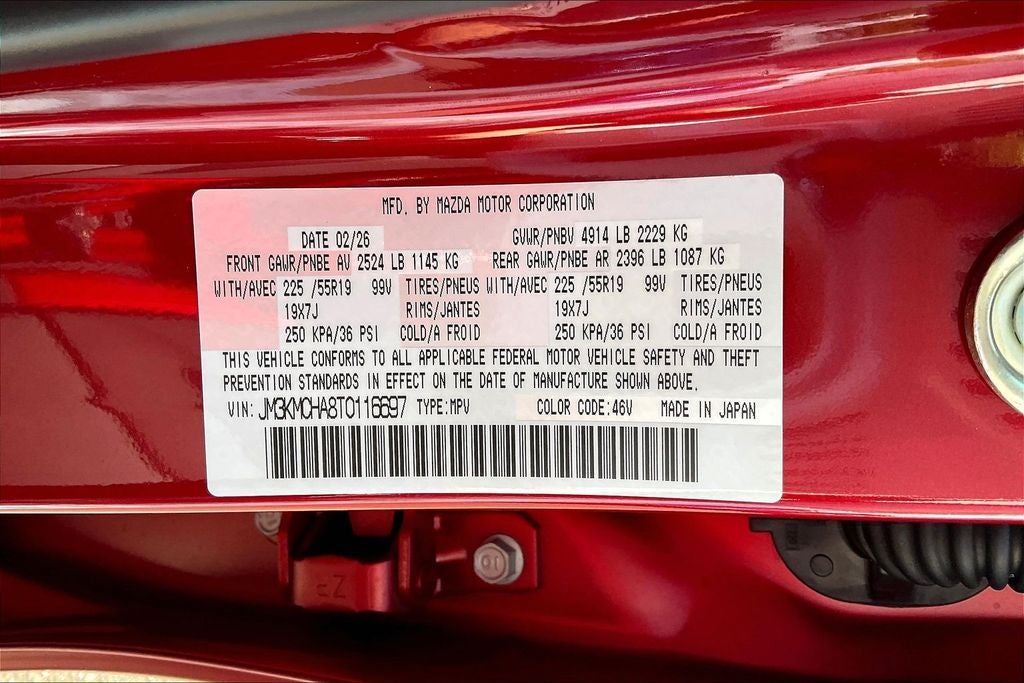 MFD. BY MAZDA MOTOR CORPORATION
DATE 02/26 GVWR/PNBV 4914 LB 2229 KG
FRONT GAWR/PNBE AV 2524 LB 1145 KG REAR GAWR/PNBE AR 2396 LB 1087 KG
WITH/AVEC 225 /55R19 99V TIRES/PNEUS WITH/AVEC 225 /55R19 99V TIRES/PNEUS
19X7J RIMS/JANTES 19X7J RIMS/JANTES
250 KPA/36 PSI COLD/A FROID 250 KPA/36 PSI COLD/A FROID
THIS VEHICLE CONFORMS TO ALL APPLICABLE FEDERAL MOTOR VEHICLE SAFETY AND THEFT
PREVENTION STANDARDS IN EFFECT ON THE DATE OF MANUFACTURE SHOWN ABOVE.
VIN: JM3KMCHA8T0116697 TYPE:MPV COLOR CODE:46V MADE IN JAPAN